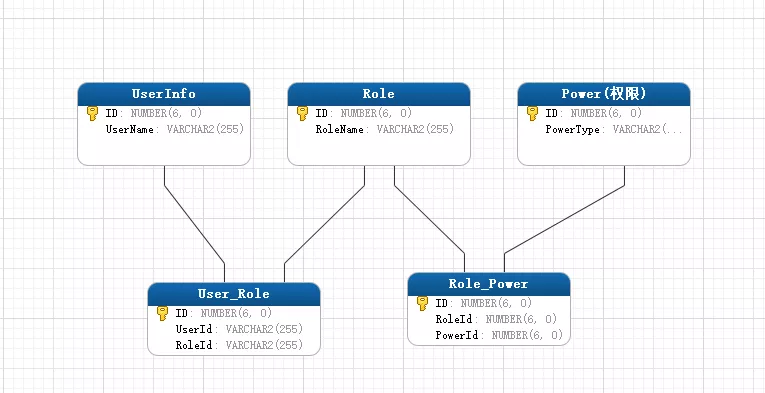 UserInfo
ID: NUMBER(6, 0)
UserName: VARCHAR2(255)
Role
ID: NUMBER(6, 0)
RoleName: VARCHAR2(255)
Power(权限)
ID: NUMBER(6, 0)
PowerType: VARCHAR2(...
User_Role
ID: NUMBER(6, 0)
UserId: VARCHAR2(255)
RoleId: VARCHAR2(255)
Role_Power
ID: NUMBER(6, 0)
RoleId: NUMBER(6, 0)
PowerId: NUMBER(6, 0)